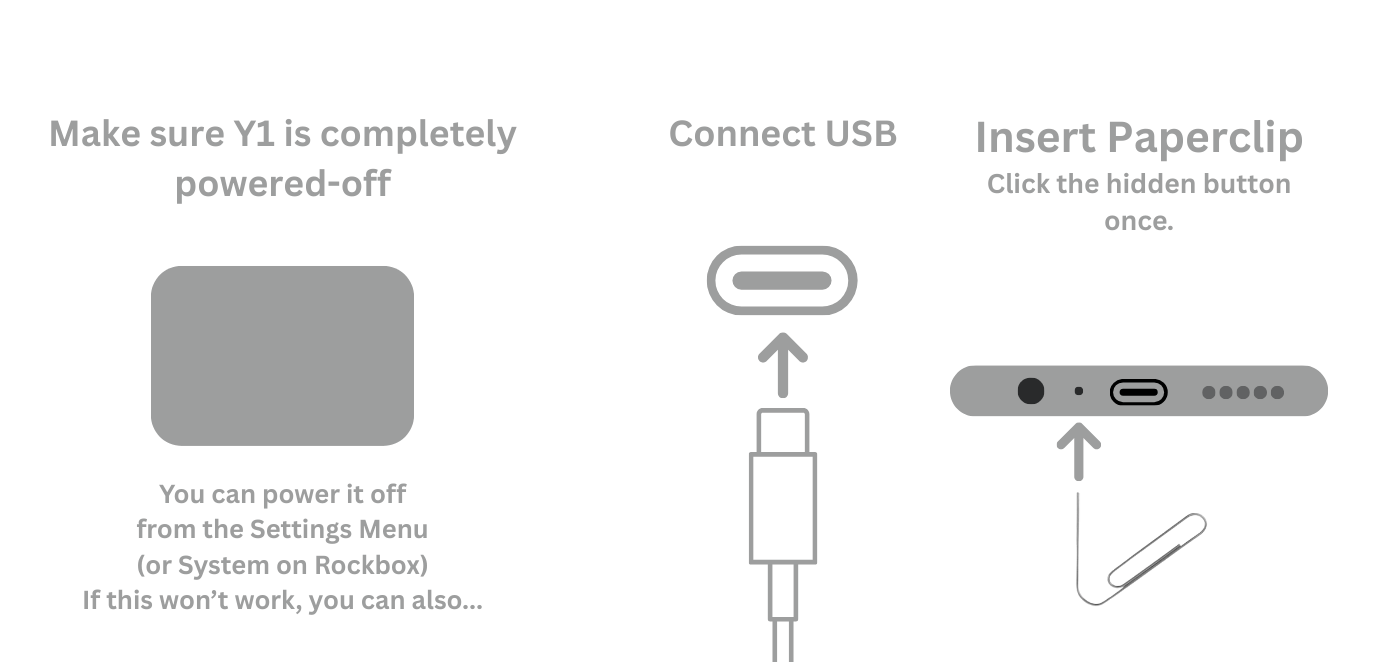 Make sure Y1 is completely
powered-off
You can power it off
from the Settings Menu
(or System on Rockbox)
If this won’t work, you can also...
Connect USB
Insert Paperclip
Click the hidden button
once.